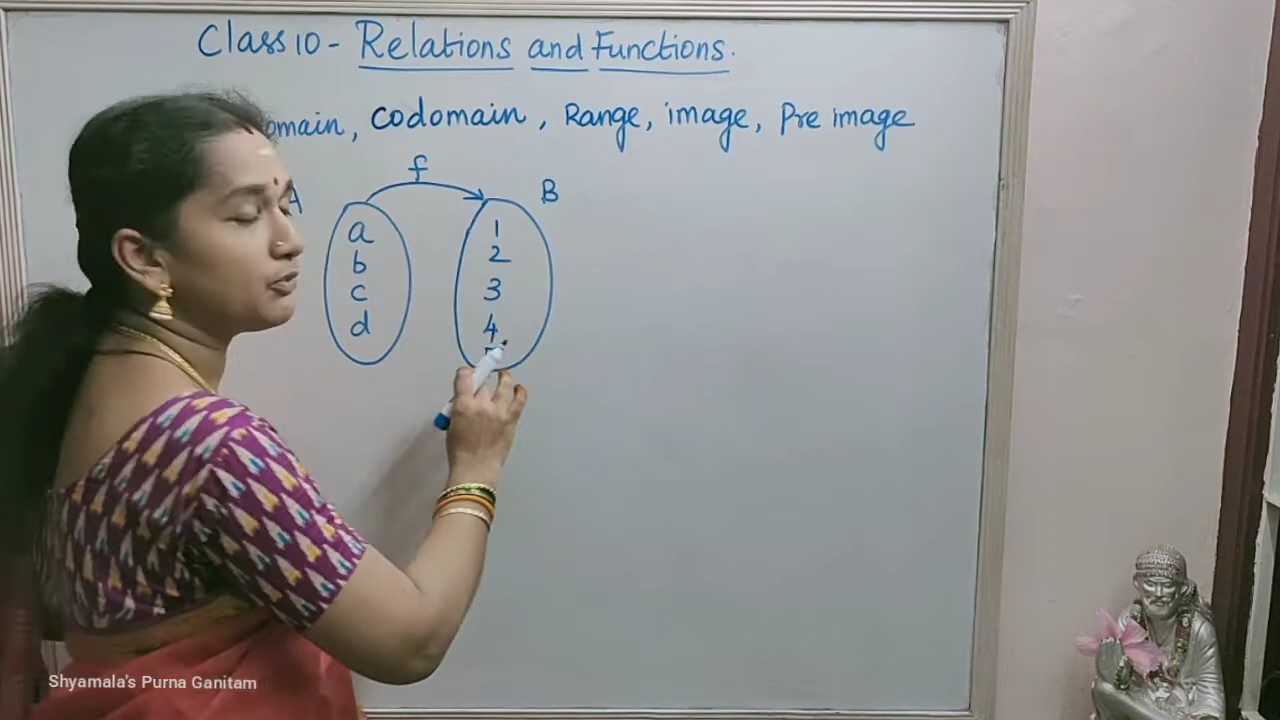 Class 10 - Relations and Functions.
omain, Codomain, Range, image, Pre image
f
A B
a 1
b 2
c 3
d 4
Shyamala's Purna Ganitam